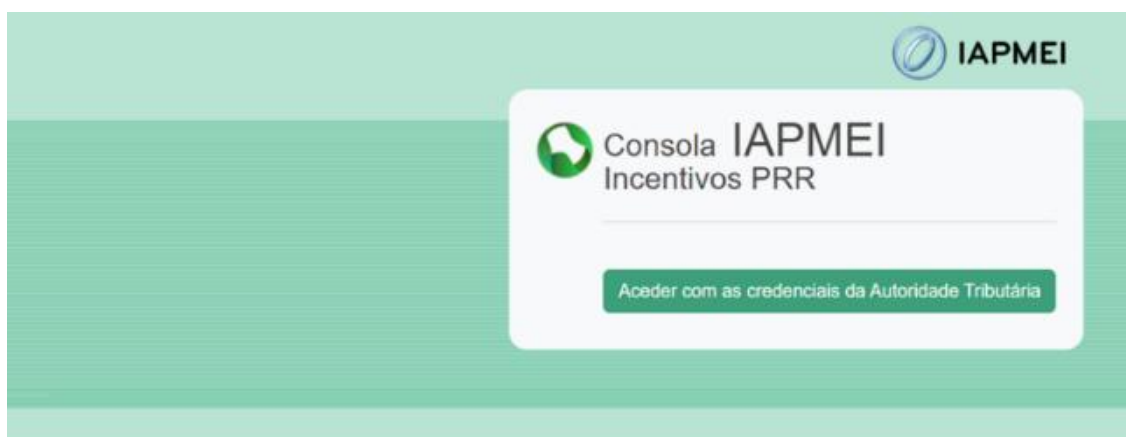 IAPMEI
Consola IAPMEI
Incentivos PRR
Aceder com as credenciais da Autoridade Tributária